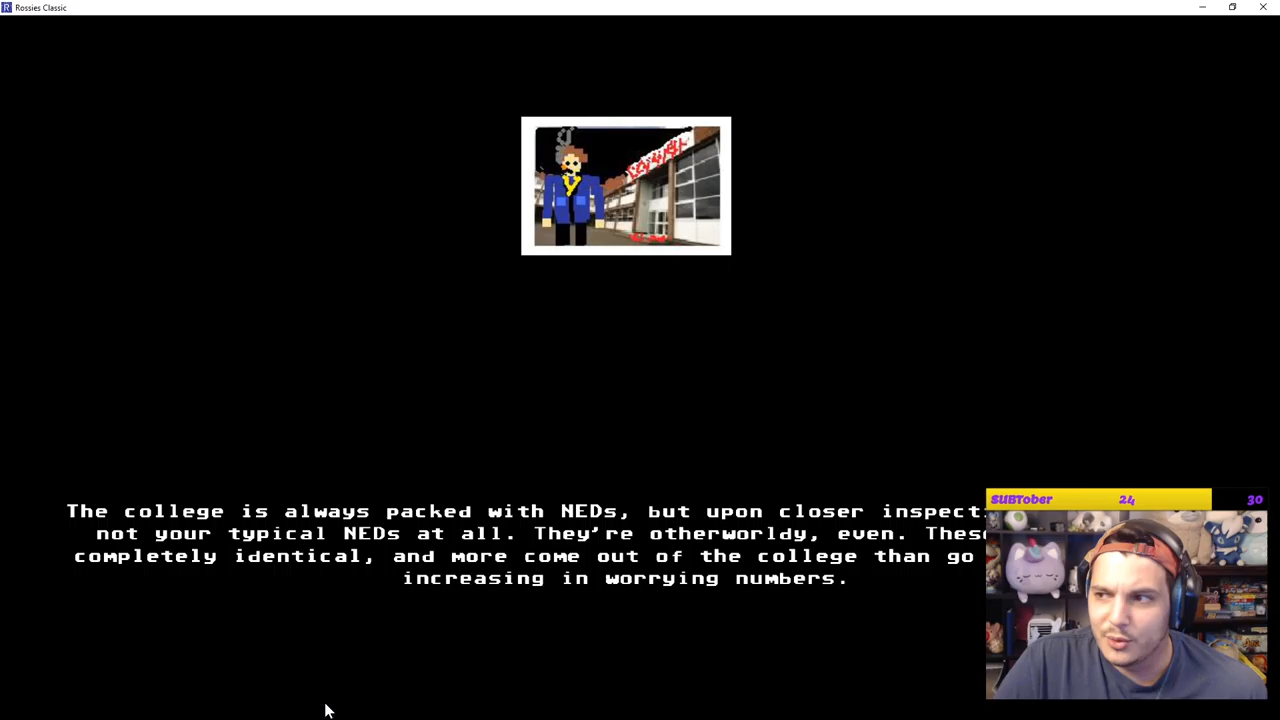 Rossies Classic
The college is always packed with NEDs, but upon closer
not your typical NEDs at all. They're otherworldy, even.
completely identical, and more come out of the college than go
increasing in worrying numbers.
SUBTober 24 30